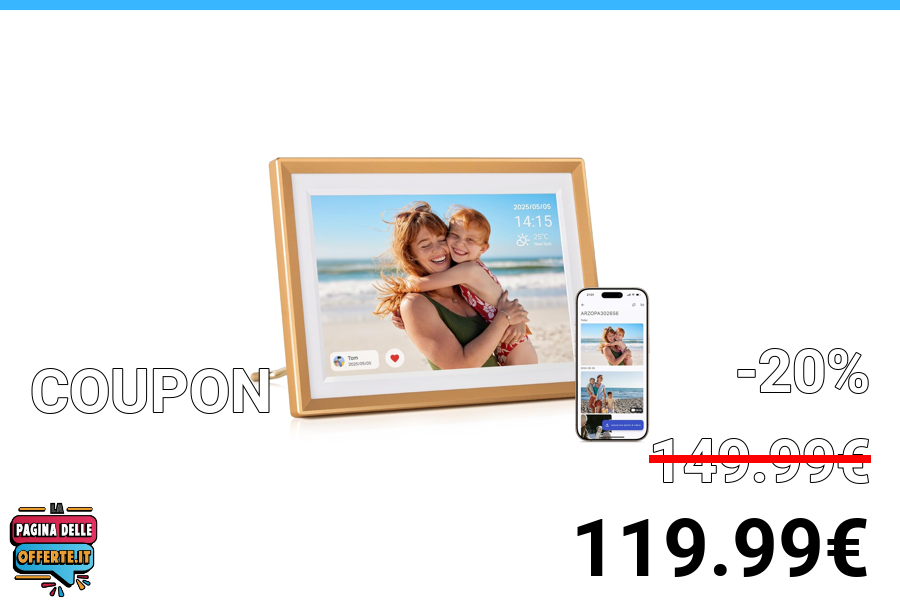 2025/05/05
14:15
25°C
Tom
2025/05/05
ARZOPA302656
COUPON
-20%
149.99€
119.99€
LA
PAGINA DELLE
OFFERTE.IT